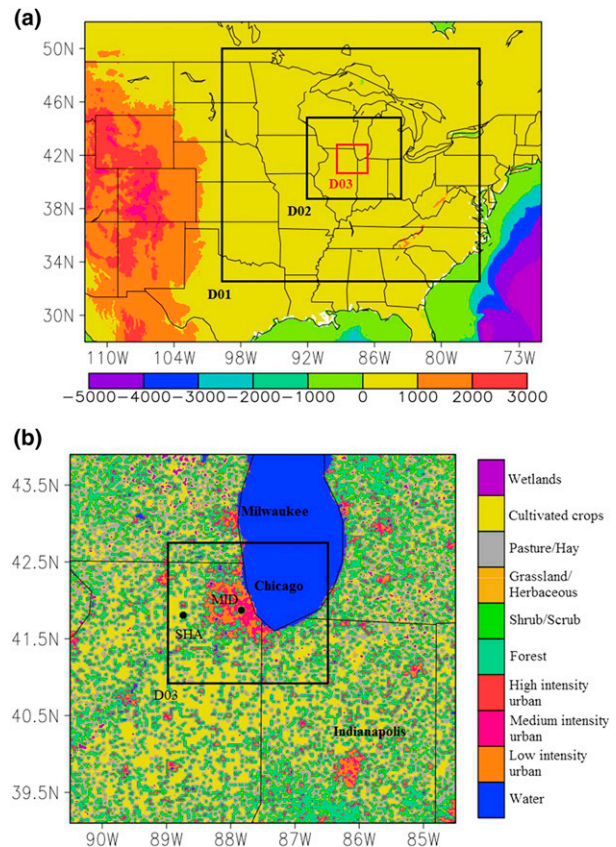 (a)
50N
46N
42N
38N
34N
30N
D03
D02
D01
110W 104W 98W 92W 86W 80W 73W
-5000-4000-3000-2000-1000 0 1000 2000 3000
(b)
43.5N
42.5N
41.5N
40.5N
39.5N
Milwaukee
Chicago
MID
SHA
D03
Indianapolis
90W 89W 88W 87W 86W 85W
Wetlands
Cultivated crops
Pasture/Hay
Grassland/
Herbaceous
Shrub/Scrub
Forest
High intensity
urban
Medium intensity
urban
Low intensity
urban
Water